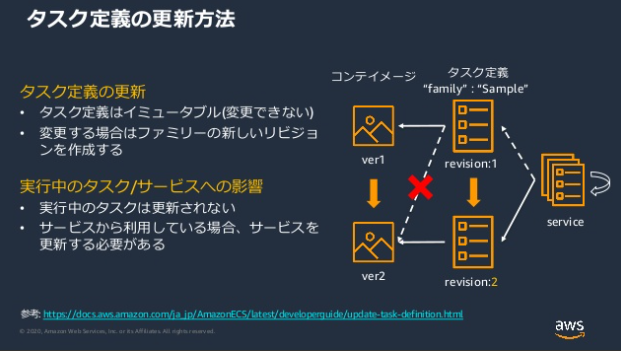 タスク定義の更新方法
タスク定義の更新
• タスク定義はイミュータブル(変更できない)
• 変更する場合はファミリーの新しいリビジョ
ンを作成する
実行中のタスク/サービスへの影響
• 実行中のタスクは更新されない
• サービスから利用している場合、サービスを
更新する必要がある
コンテイメージ
タスク定義
"family" : "Sample"
ver1
revision:1
service
ver2
revision:2
参考: https://docs.aws.amazon.com/ja_jp/AmazonECS/latest/developerguide/update-task-definition.html
© 2020, Amazon Web Services, Inc. or its Affiliates. All rights reserved.
aws